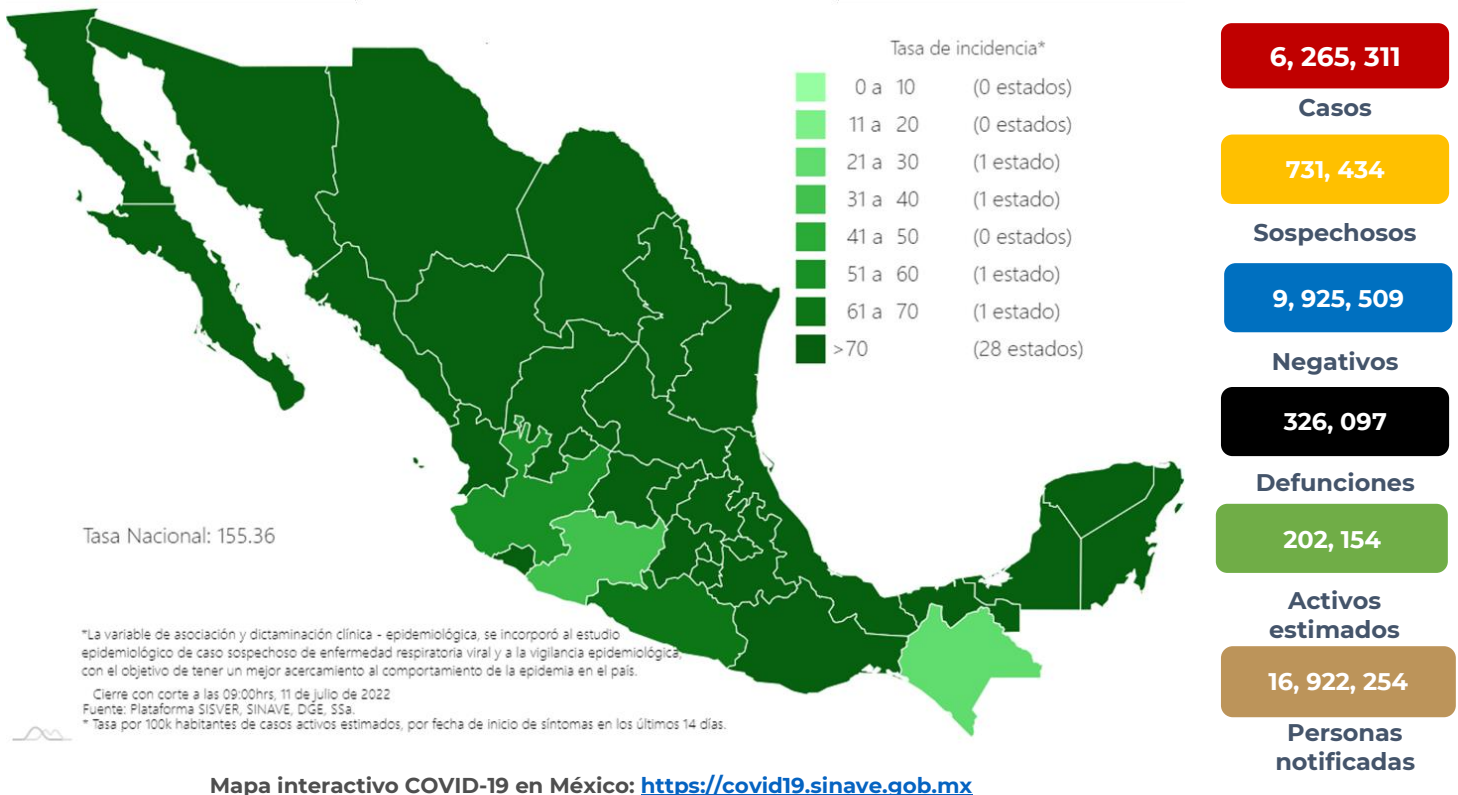 Tasa de incidencia*
0 a 10 (0 estados)
11 a 20 (0 estados)
21 a 30 (1 estado)
31 a 40 (1 estado)
41 a 50 (0 estados)
51 a 60 (1 estado)
61 a 70 (1 estado)
>70 (28 estados)
Tasa Nacional: 155.36
*La variable de asociación y dictaminación clínica - epidemiológica, se incorporó al estudio
epidemiológico de caso sospechoso de enfermedad respiratoria viral y a la vigilancia epidemiológica,
con el objetivo de tener un mejor acercamiento al comportamiento de la epidemia en el país.
Cierre con corte a las 09:00hrs, 11 de julio de 2022
Fuente: Plataforma SISVER, SINAVE, DGE, SSa.
* Tasa por 100k habitantes de casos activos estimados, por fecha de inicio de síntomas en los últimos 14 días.
Mapa interactivo COVID-19 en México: https://covid19.sinave.gob.mx
6, 265, 311
Casos
731, 434
Sospechosos
9, 925, 509
Negativos
326, 097
Defunciones
202, 154
Activos
estimados
16, 922, 254
Personas
notificadas